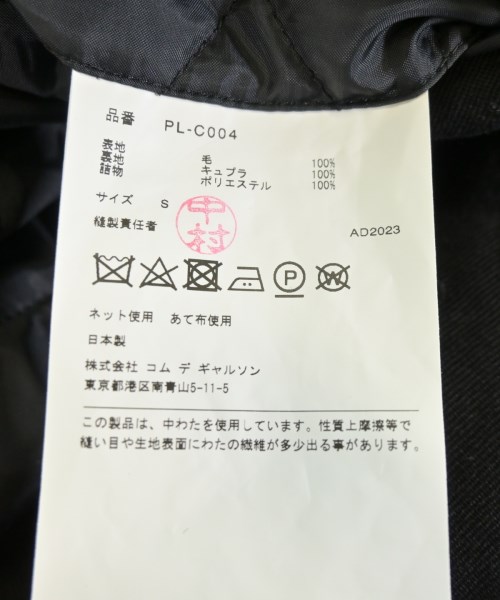 品番 PL-C004
表地 毛 100%
裏地 キュプラ 100%
詰物 ポリエステル 100%
サイズ S
縫製責任者 中村 AD2023
P W
ネット使用 あて布使用
日本製
株式会社 コム デ ギャルソン
東京都港区南青山5-11-5
この製品は、中わたを使用しています。性質上摩擦等で
縫い目や生地表面にわたの繊維が多少出る事があります。